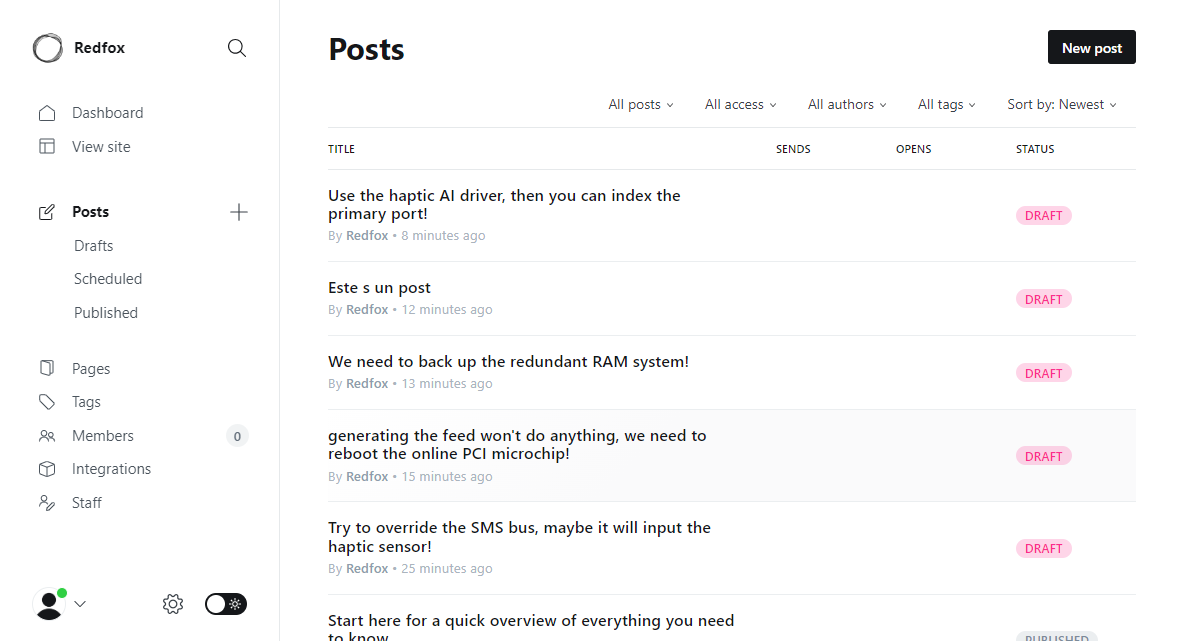 Redfox
Dashboard
View site
Posts
Drafts
Scheduled
Published
Pages
Tags
Members 0
Integrations
Staff
Posts
New post
All posts All access All authors All tags Sort by: Newest
TITLE SENDS OPENS STATUS
Use the haptic AI driver, then you can index the
primary port!
By Redfox • 8 minutes ago
DRAFT
Este s un post
By Redfox • 12 minutes ago
DRAFT
We need to back up the redundant RAM system!
By Redfox • 13 minutes ago
DRAFT
generating the feed won't do anything, we need to
reboot the online PCI microchip!
By Redfox • 15 minutes ago
DRAFT
Try to override the SMS bus, maybe it will input the
haptic sensor!
By Redfox • 25 minutes ago
DRAFT
Start here for a quick overview of everything you need
to know
PUBLISHED